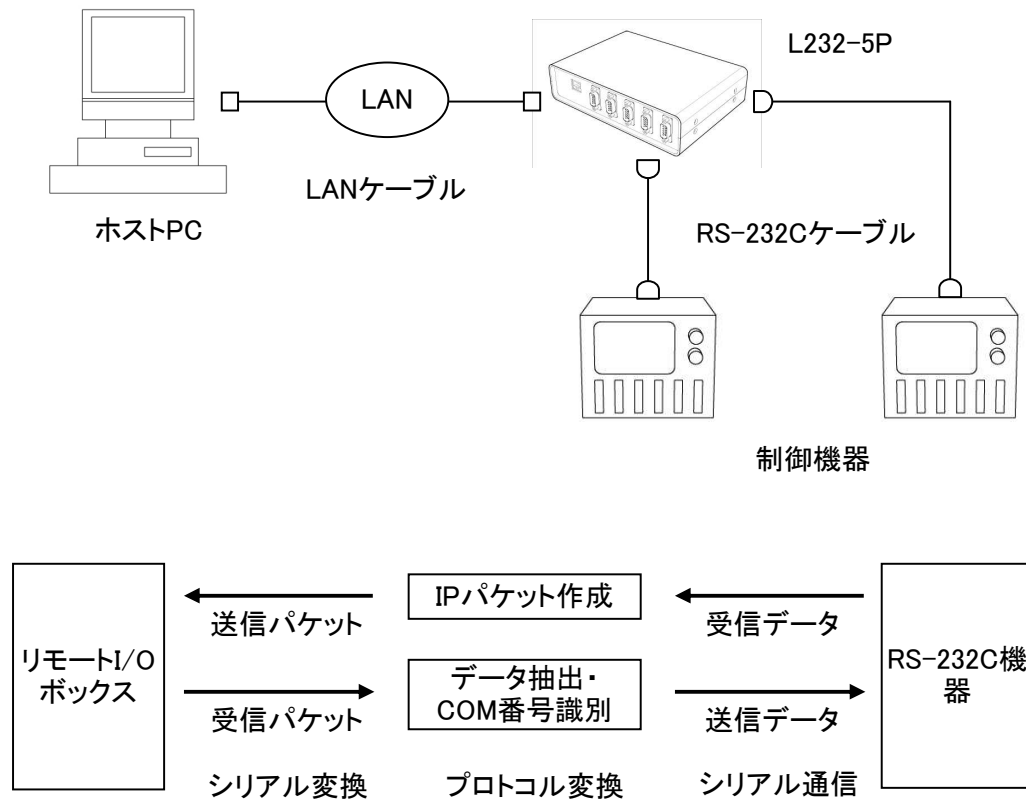 L232-5P
LAN
LANケーブル
ホストPC
RS-232Cケーブル
制御機器
IPパケット作成
送信パケット
受信データ
リモートI/O
ボックス
RS-232C機
器
データ抽出・
COM番号識別
受信パケット
送信データ
シリアル変換
プロトコル変換
シリアル通信